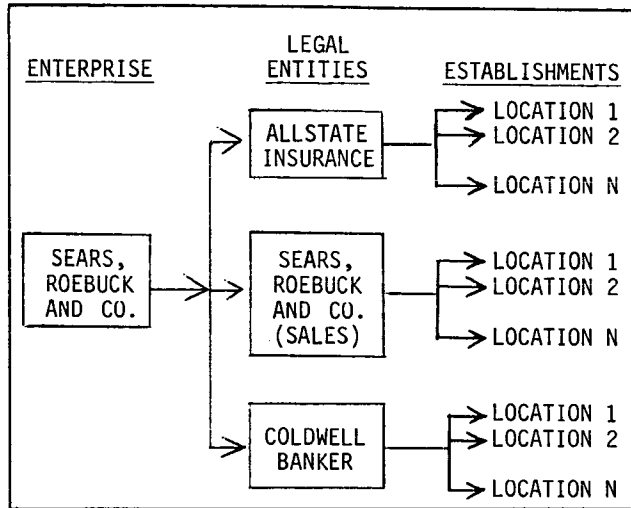 ENTERPRISE
LEGAL
ENTITIES
ESTABLISHMENTS
SEARS,
ROEBUCK
AND CO.
ALLSTATE
INSURANCE
LOCATION 1
LOCATION 2
LOCATION N
SEARS,
ROEBUCK
AND CO.
(SALES)
LOCATION 1
LOCATION 2
LOCATION N
COLDWELL
BANKER
LOCATION 1
LOCATION 2
LOCATION N